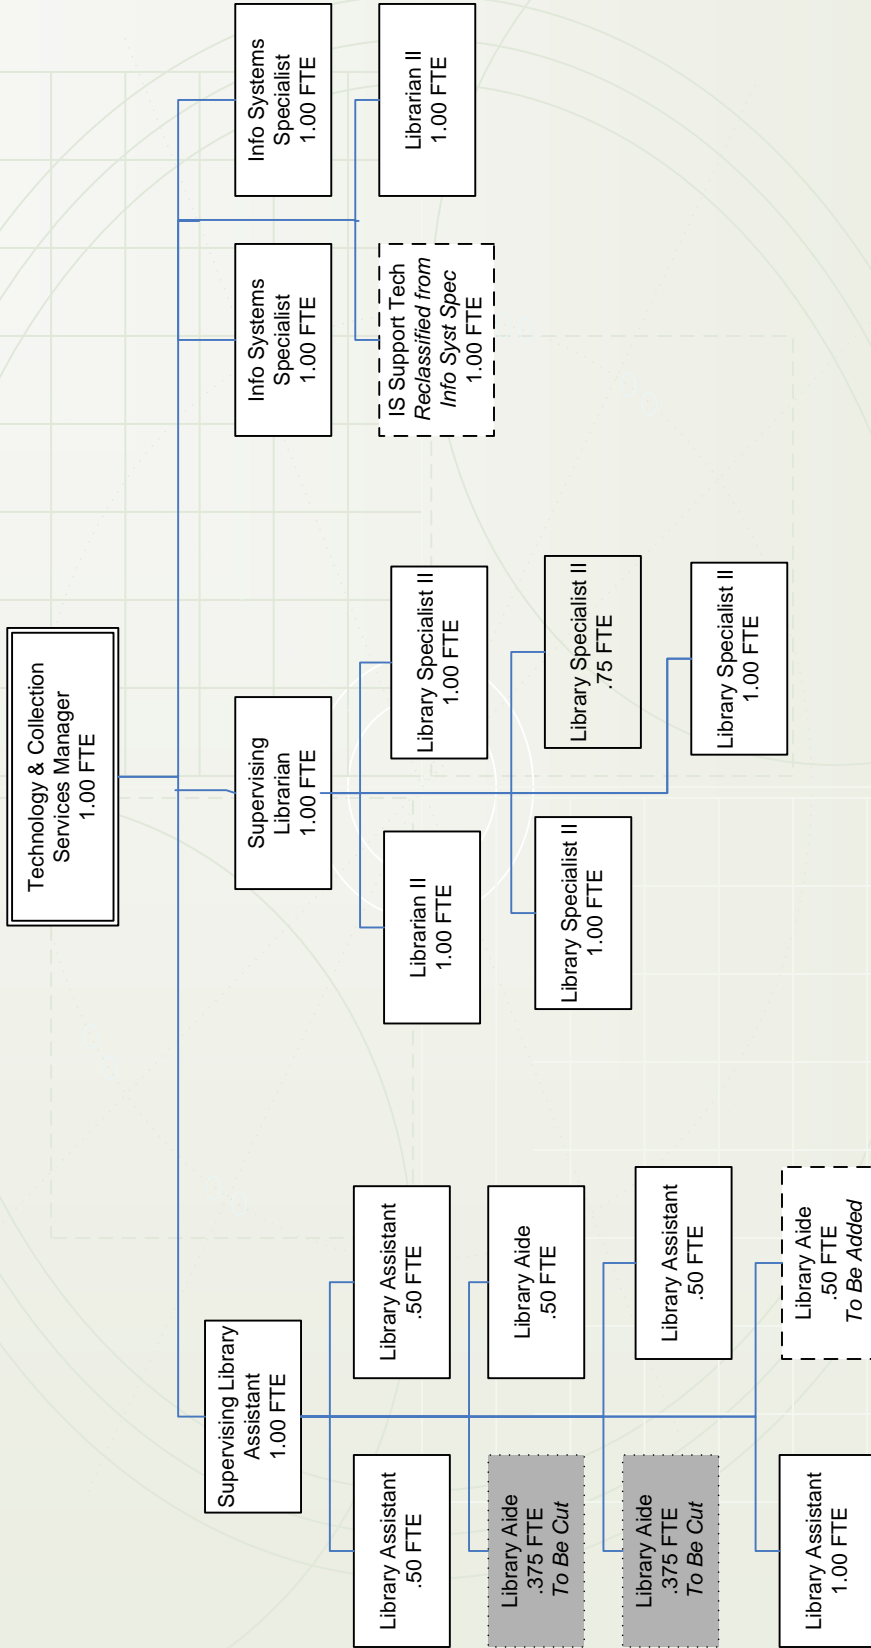 Technology & Collection
Services Manager
1.00 FTE
Supervising Library
Assistant
1.00 FTE
Library Assistant
.50 FTE
Library Assistant
.50 FTE
Library Aide
.375 FTE
To Be Cut
Library Aide
.50 FTE
Library Aide
.375 FTE
To Be Cut
Library Assistant
.50 FTE
Library Assistant
1.00 FTE
Library Aide
.50 FTE
To Be Added
Supervising
Librarian
1.00 FTE
Librarian II
1.00 FTE
Library Specialist II
1.00 FTE
Library Specialist II
1.00 FTE
Library Specialist II
.75 FTE
Library Specialist II
1.00 FTE
Info Systems
Specialist
1.00 FTE
Info Systems
Specialist
1.00 FTE
IS Support Tech
Reclassified from
Info Syst Spec
1.00 FTE
Librarian II
1.00 FTE